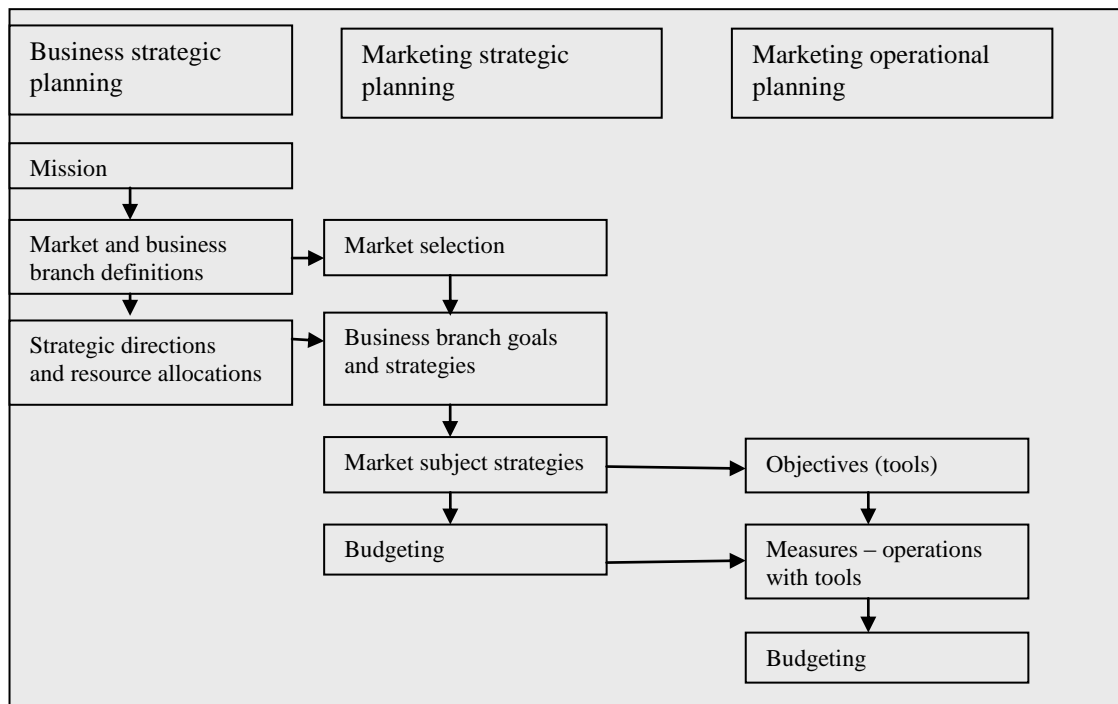 Business strategic
planning
Marketing strategic
planning
Marketing operational
planning
Mission
Market and business
branch definitions
Market selection
Strategic directions
and resource allocations
Business branch goals
and strategies
Market subject strategies
Objectives (tools)
Budgeting
Measures – operations
with tools
Budgeting